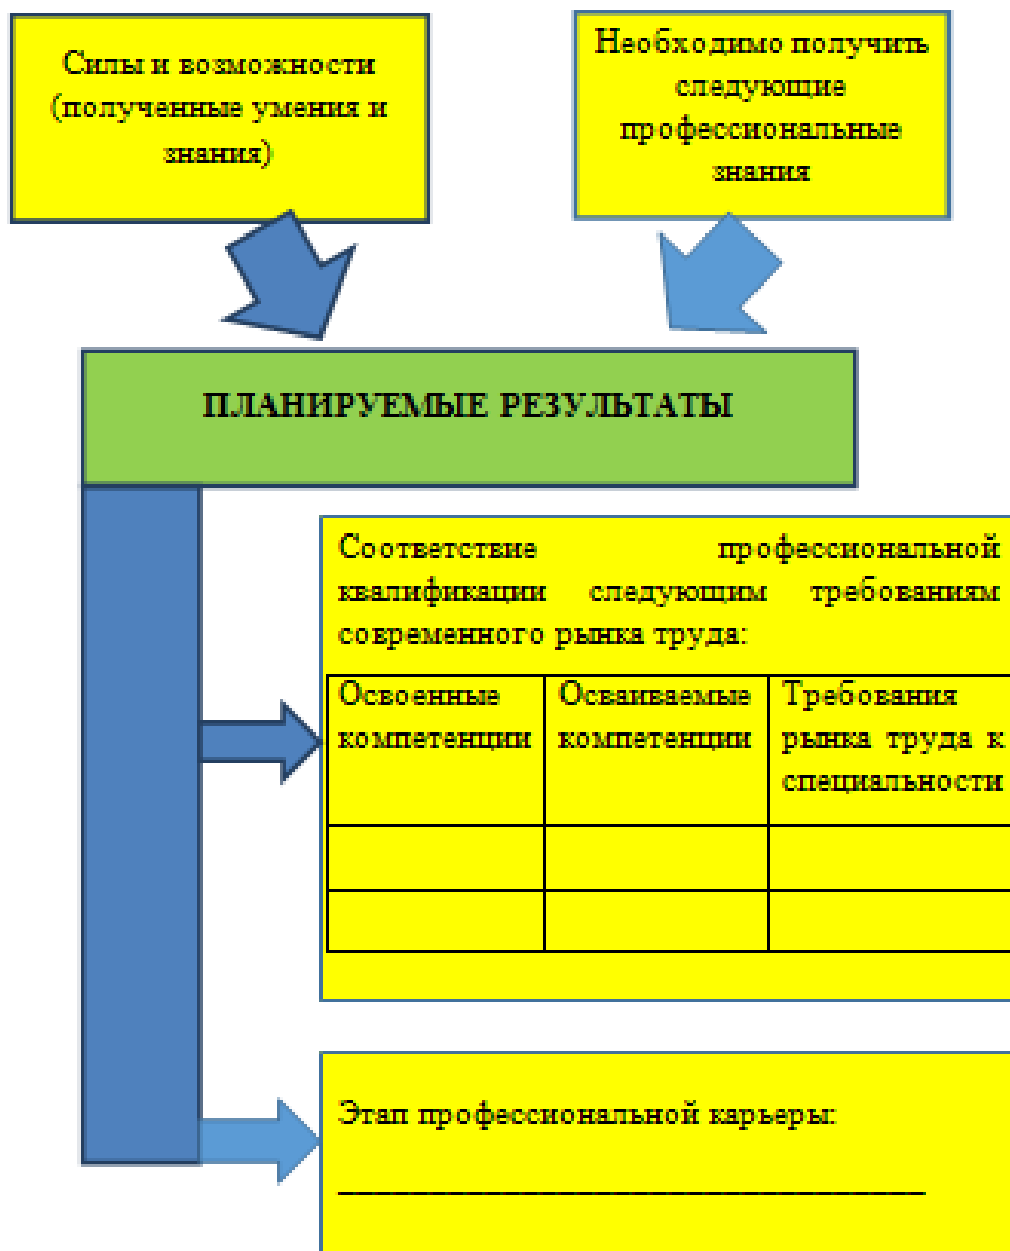 Силы и возможности
(полученные умения и
знания)
Необходимо получить
следующие
профессиональные
знания
ПЛАНИРУЕМЫЕ РЕЗУЛЬТАТЫ
Соответствие профессиональной
квалификации следующим требованиям
современного рынка труда:
Освоенные
компетенции
Осваиваемые
компетенции
Требования
рынка труда к
специальности
Этап профессиональной карьеры: